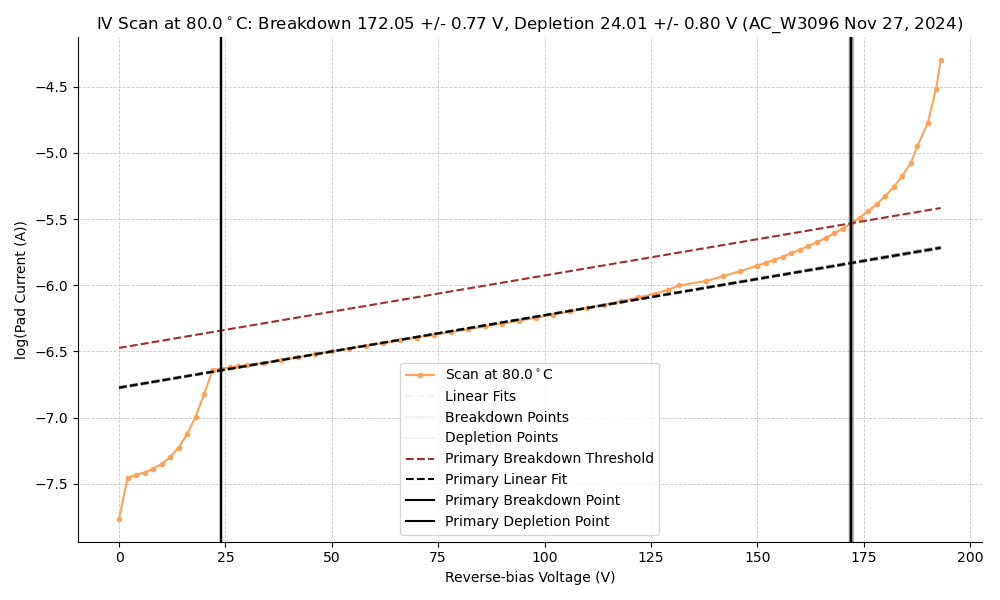 IV Scan at 80.0°C: Breakdown 172.05 +/- 0.77 V, Depletion 24.01 +/- 0.80 V (AC_W3096 Nov 27, 2024)
log(Pad Current (A))
−4.5
−5.0
−5.5
−6.0
−6.5
−7.0
−7.5
Scan at 80.0°C
Linear Fits
Breakdown Points
Depletion Points
Primary Breakdown Threshold
Primary Linear Fit
Primary Breakdown Point
Primary Depletion Point
0 25 50 75 100 125 150 175 200
Reverse-bias Voltage (V)